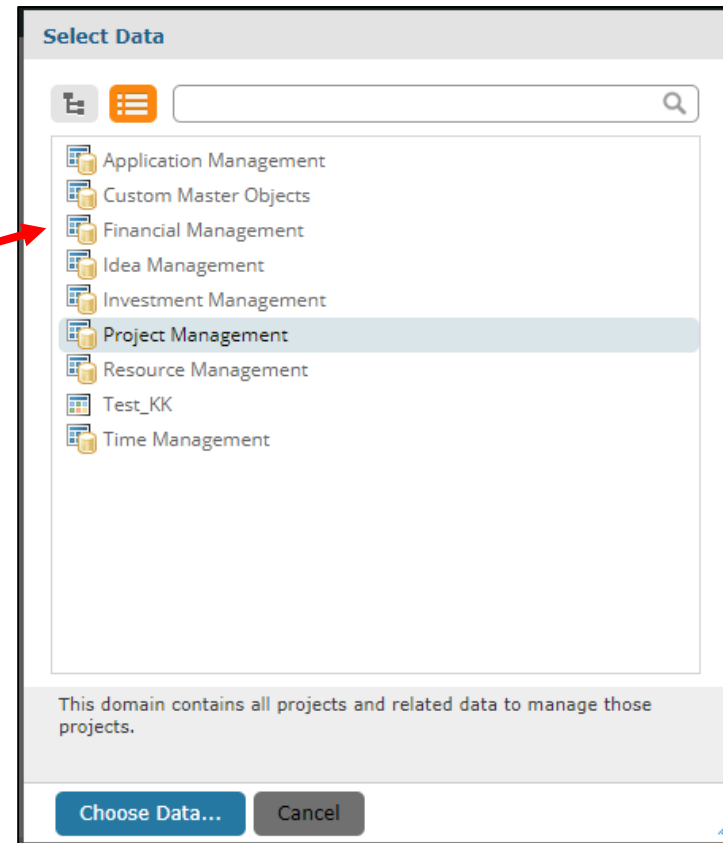 Select Data
Application Management
Custom Master Objects
Financial Management
Idea Management
Investment Management
Project Management
Resource Management
Test_KK
Time Management
This domain contains all projects and related data to manage those
projects.
Choose Data... Cancel